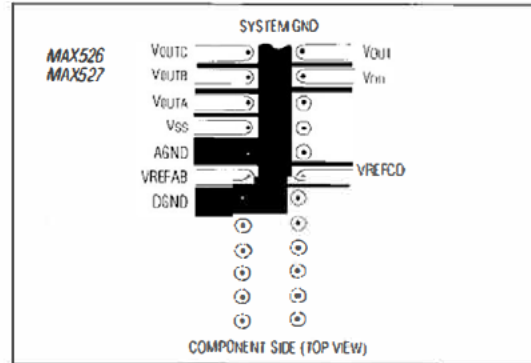 SYSTEM GND
MAX526
MAX527
VOUTC
VOUTB
VOUTA
VSS
AGND
VREFAB
DGND
VREFCD
COMPONENT SIDE (TOP VIEW)